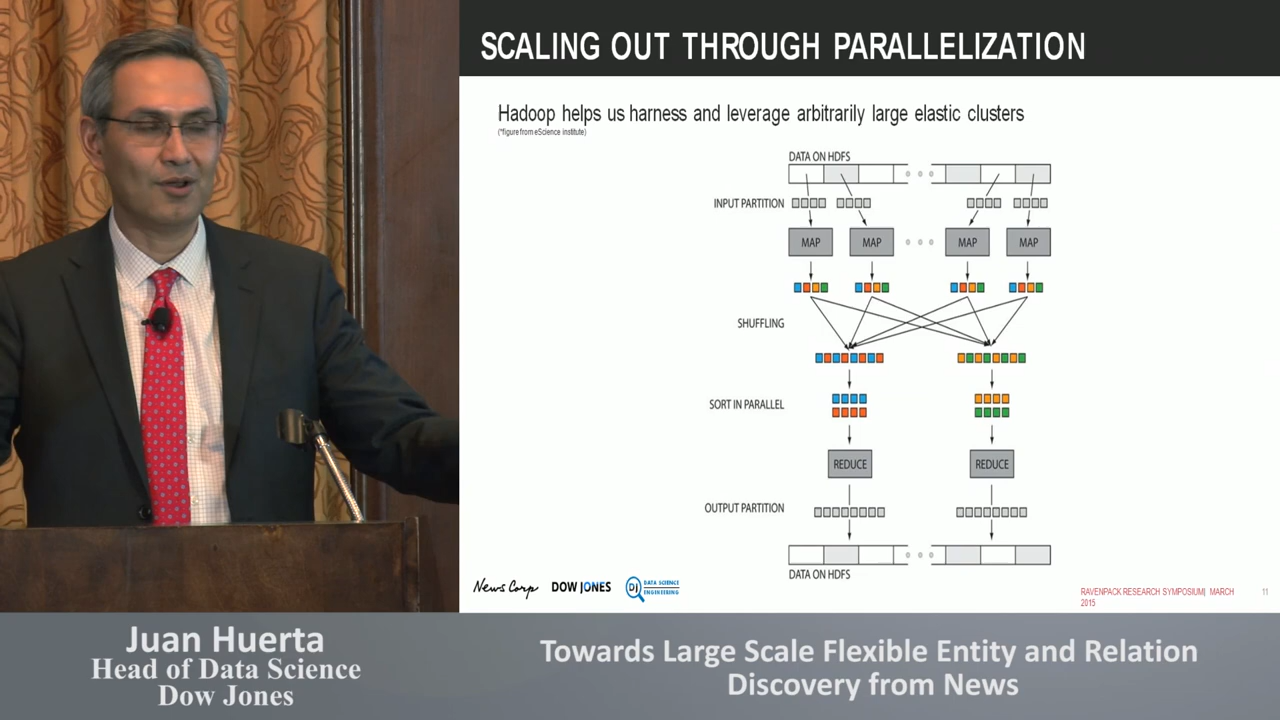 SCALING OUT THROUGH PARALLELIZATION
Hadoop helps us harness and leverage arbitrarily large elastic clusters
(*figure from eScience institute)
DATA ON HDFS
INPUT PARTITION
MAP MAP MAP MAP
SHUFFLING
SORT IN PARALLEL
REDUCE REDUCE
OUTPUT PARTITION
DATA ON HDFS
News Corp DOW JONES DJ DATA SCIENCE
ENGINEERING
RAVENPACK RESEARCH SYMPOSIUM| MARCH 11
2015
Juan Huerta
Head of Data Science
Dow Jones
Towards Large Scale Flexible Entity and Relation
Discovery from News